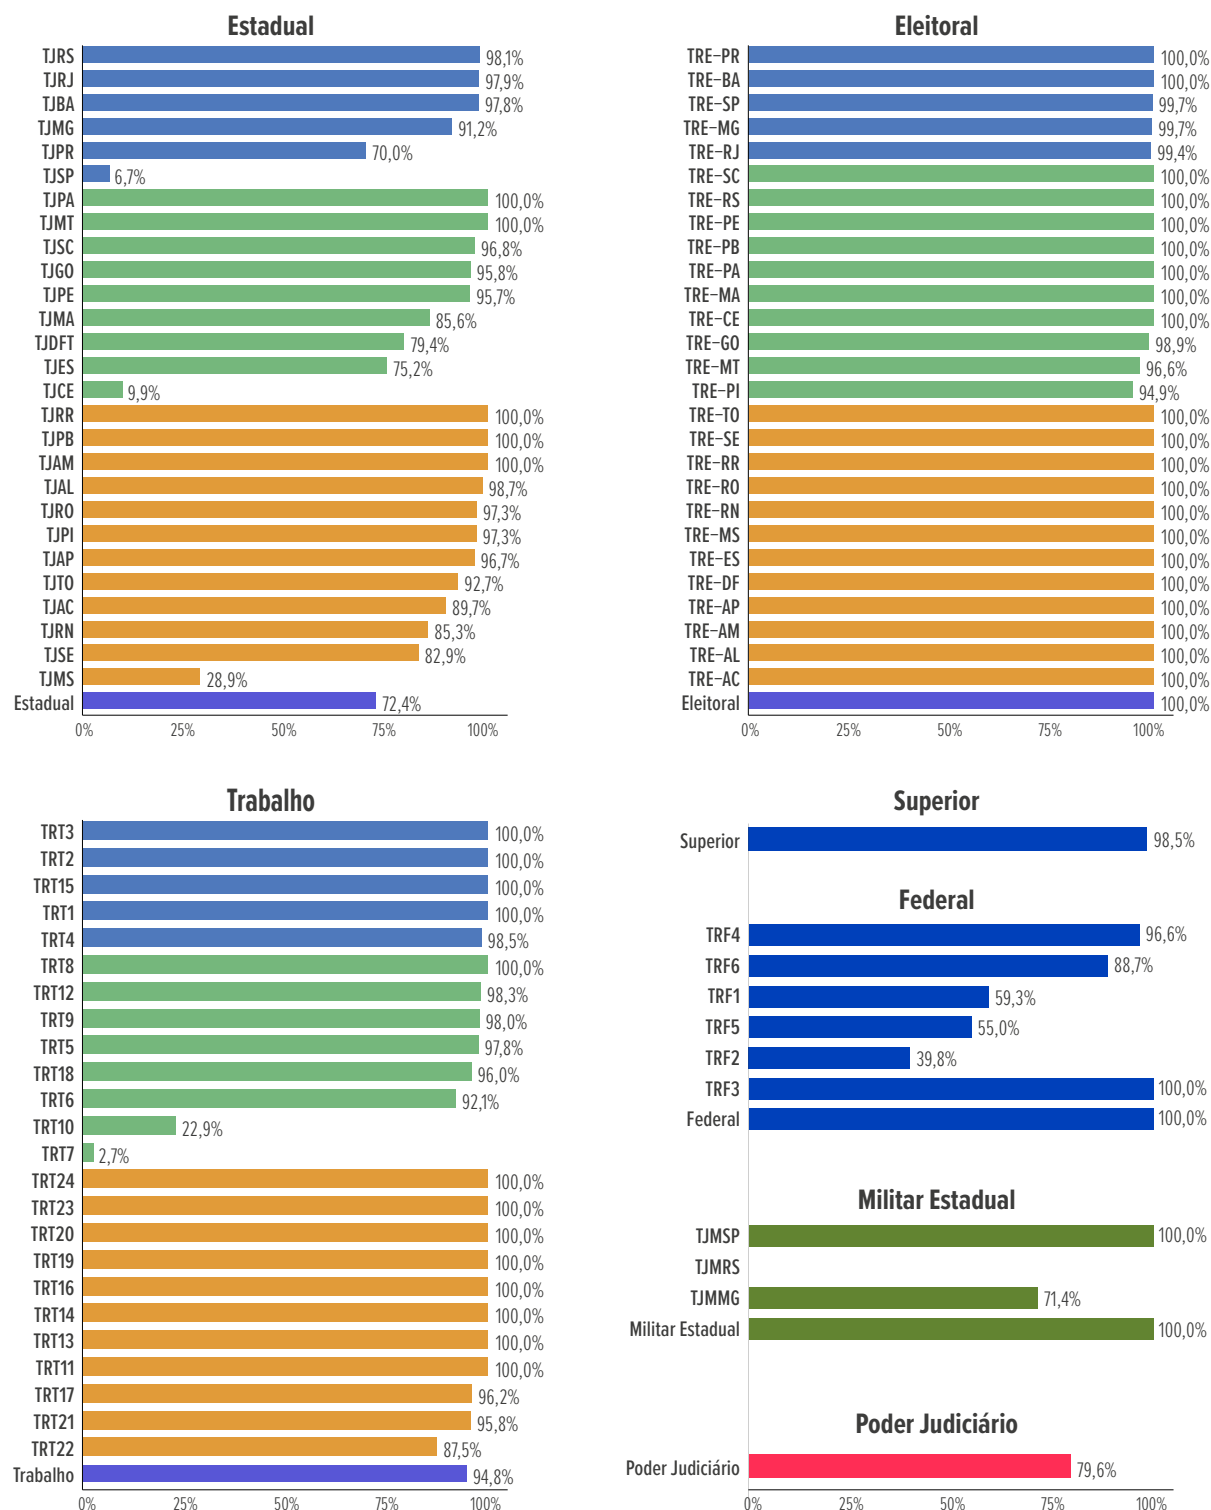 Estadual
TJRS 98,1%
TJRJ 97,9%
TJBA 97,8%
TJMG 91,2%
TJPR 70,0%
TJSP 6,7%
TJPA 100,0%
TJMT 100,0%
TJSC 96,8%
TJGO 95,8%
TJPE 95,7%
TJMA 85,6%
TJDFT 79,4%
TJES 75,2%
TJCE 9,9%
TJRR 100,0%
TJPB 100,0%
TJAM 100,0%
TJAL 98,7%
TJRO 97,3%
TJPI 97,3%
TJAP 96,7%
TJTO 92,7%
TJAC 89,7%
TJRN 85,3%
TJSE 82,9%
TJMS 28,9%
Estadual 72,4%
0% 25% 50% 75% 100%
Eleitoral
TRE-PR 100,0%
TRE-BA 100,0%
TRE-SP 99,7%
TRE-MG 99,7%
TRE-RJ 99,4%
TRE-SC 100,0%
TRE-RS 100,0%
TRE-PE 100,0%
TRE-PB 100,0%
TRE-PA 100,0%
TRE-MA 100,0%
TRE-CE 100,0%
TRE-GO 98,9%
TRE-MT 96,6%
TRE-PI 94,9%
TRE-TO 100,0%
TRE-SE 100,0%
TRE-RR 100,0%
TRE-RO 100,0%
TRE-RN 100,0%
TRE-MS 100,0%
TRE-ES 100,0%
TRE-DF 100,0%
TRE-AP 100,0%
TRE-AM 100,0%
TRE-AL 100,0%
TRE-AC 100,0%
Eleitoral 100,0%
0% 25% 50% 75% 100%
Trabalho
TRT3 100,0%
TRT2 100,0%
TRT15 100,0%
TRT1 100,0%
TRT4 98,5%
TRT8 100,0%
TRT12 98,3%
TRT9 98,0%
TRT5 97,8%
TRT18 96,0%
TRT6 92,1%
TRT10 22,9%
TRT7 2,7%
TRT24 100,0%
TRT23 100,0%
TRT20 100,0%
TRT19 100,0%
TRT16 100,0%
TRT14 100,0%
TRT13 100,0%
TRT11 100,0%
TRT17 96,2%
TRT21 95,8%
TRT22 87,5%
Trabalho 94,8%
0% 25% 50% 75% 100%
Superior
Superior 98,5%
Federal
TRF4 96,6%
TRF6 88,7%
TRF1 59,3%
TRF5 55,0%
TRF2 39,8%
TRF3 100,0%
Federal 100,0%
Militar Estadual
TJMSP 100,0%
TJMRS
TJMMG 71,4%
Militar Estadual 100,0%
Poder Judiciário
Poder Judiciário 79,6%
0% 25% 50% 75% 100%